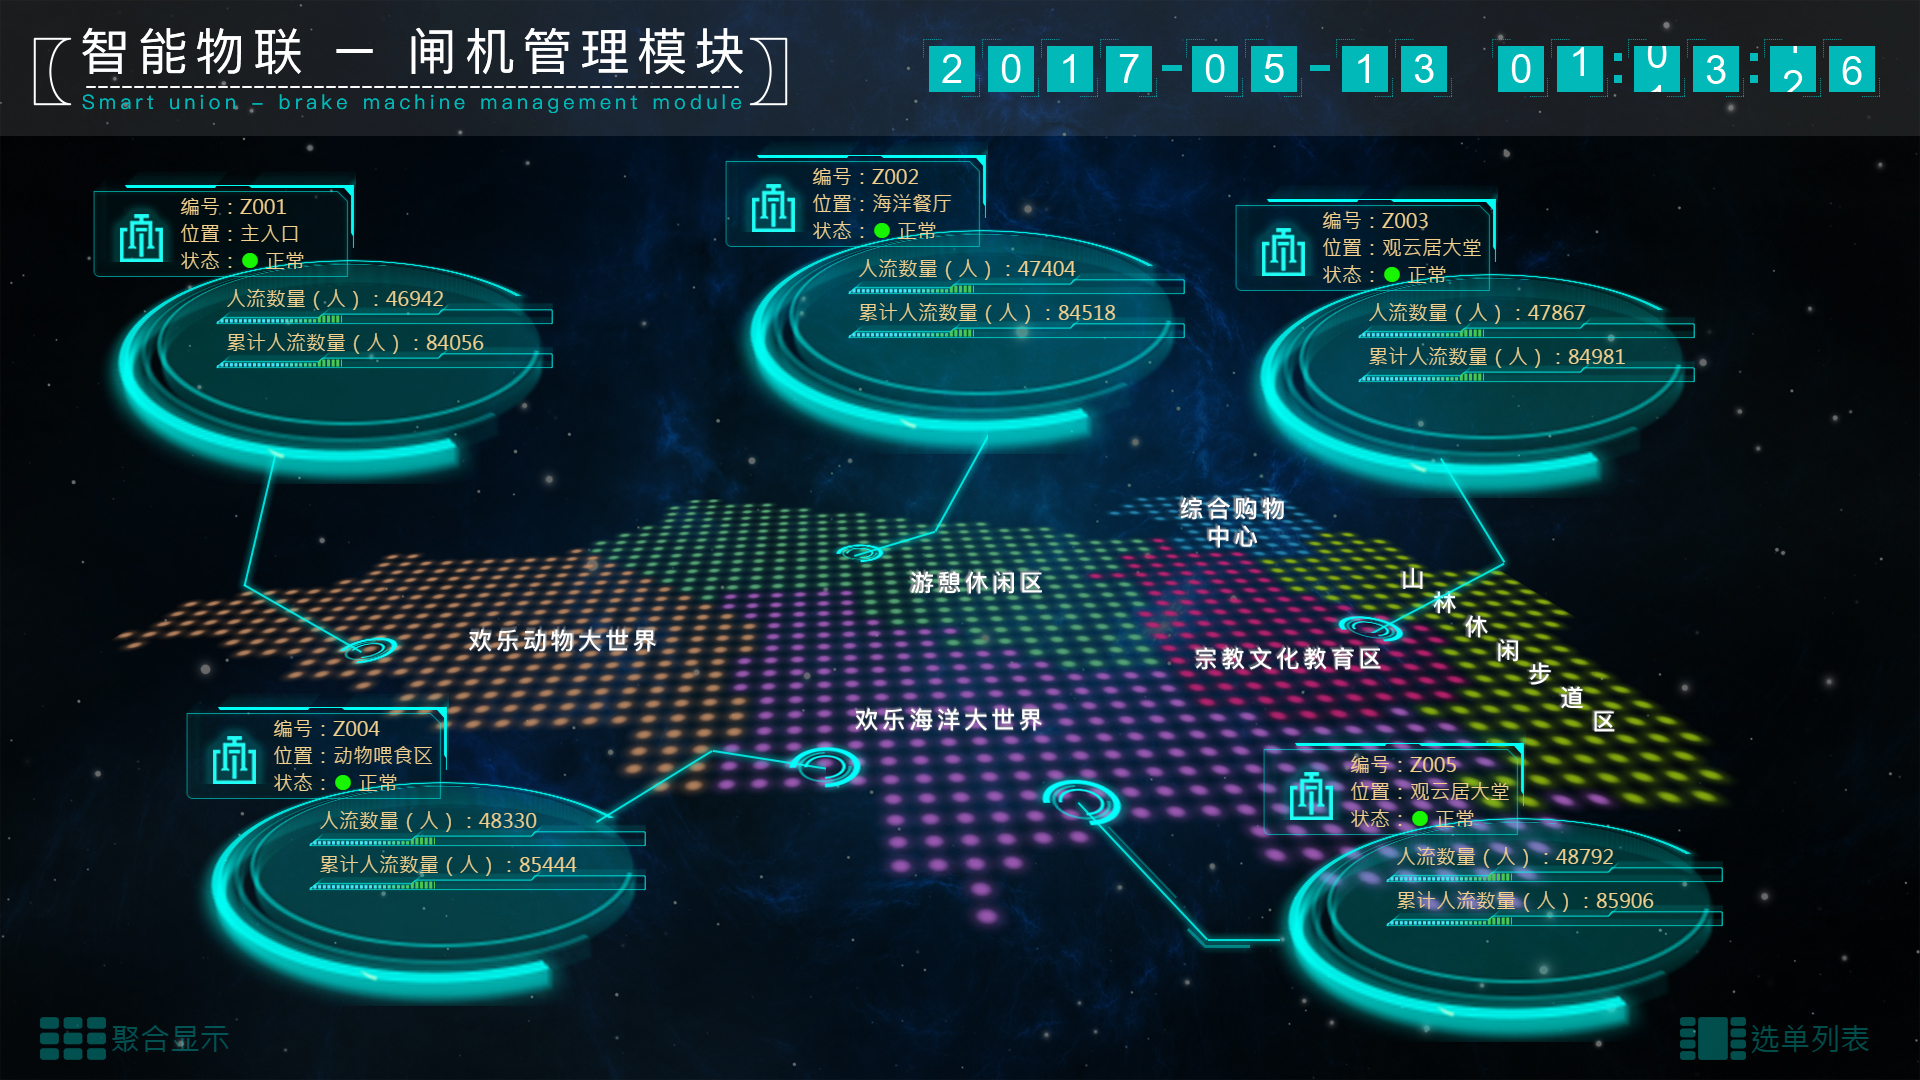 智能物联 — 闸机管理模块
Smart union – brake machine management module
2017-05-13 01:03:26
编号：Z001
位置：主入口
状态：正常
人流数量（人）：46942
累计人流数量（人）：84056
编号：Z002
位置：海洋餐厅
状态：正常
人流数量（人）：47404
累计人流数量（人）：84518
编号：Z003
位置：观云居大堂
状态：正常
人流数量（人）：47867
累计人流数量（人）：84981
综合购物
中心
游憩休闲区
山林休闲步道区
欢乐动物大世界
宗教文化教育区
欢乐海洋大世界
编号：Z004
位置：动物喂食区
状态：正常
人流数量（人）：48330
累计人流数量（人）：85444
编号：Z005
位置：观云居大堂
状态：正常
人流数量（人）：48792
累计人流数量（人）：85906
聚合显示
选单列表